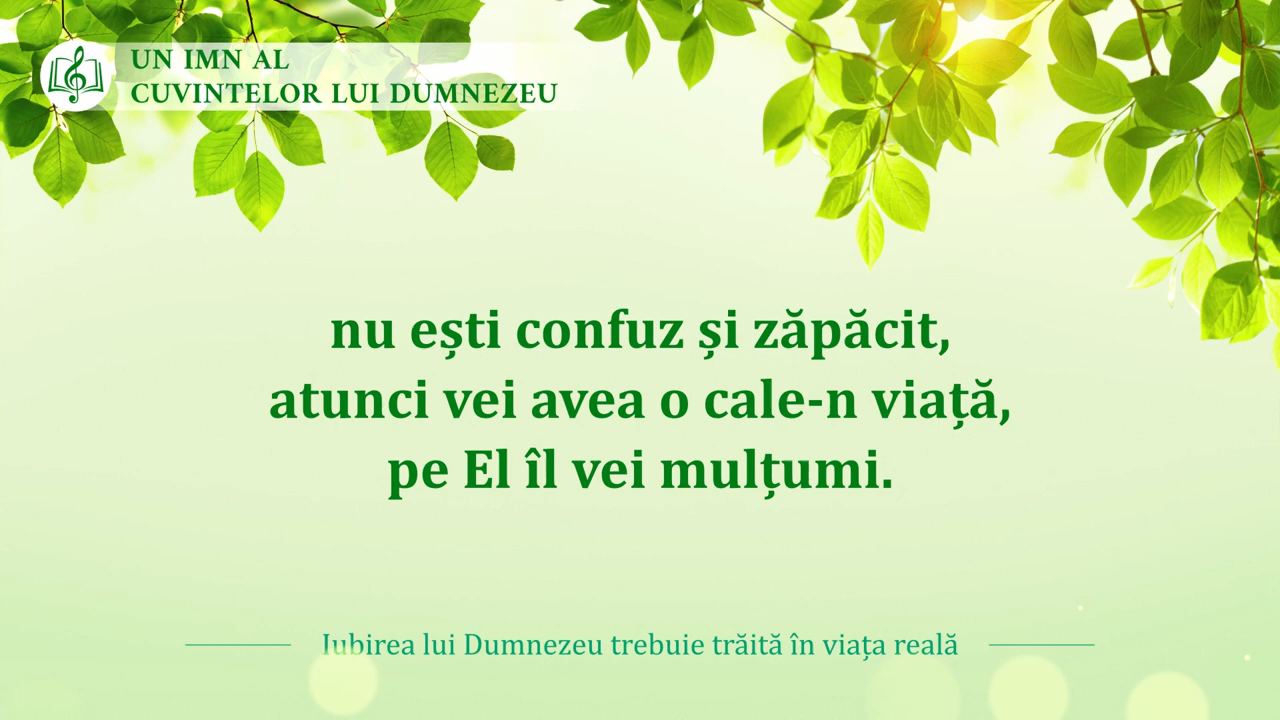 UN IMN AL
CUVINTELOR LUI DUMNEZEU
nu ești confuz și zăpăcit,
atunci vei avea o cale-n viață,
pe El îl vei mulțumi.
Iubirea lui Dumnezeu trebuie trăită în viața reală